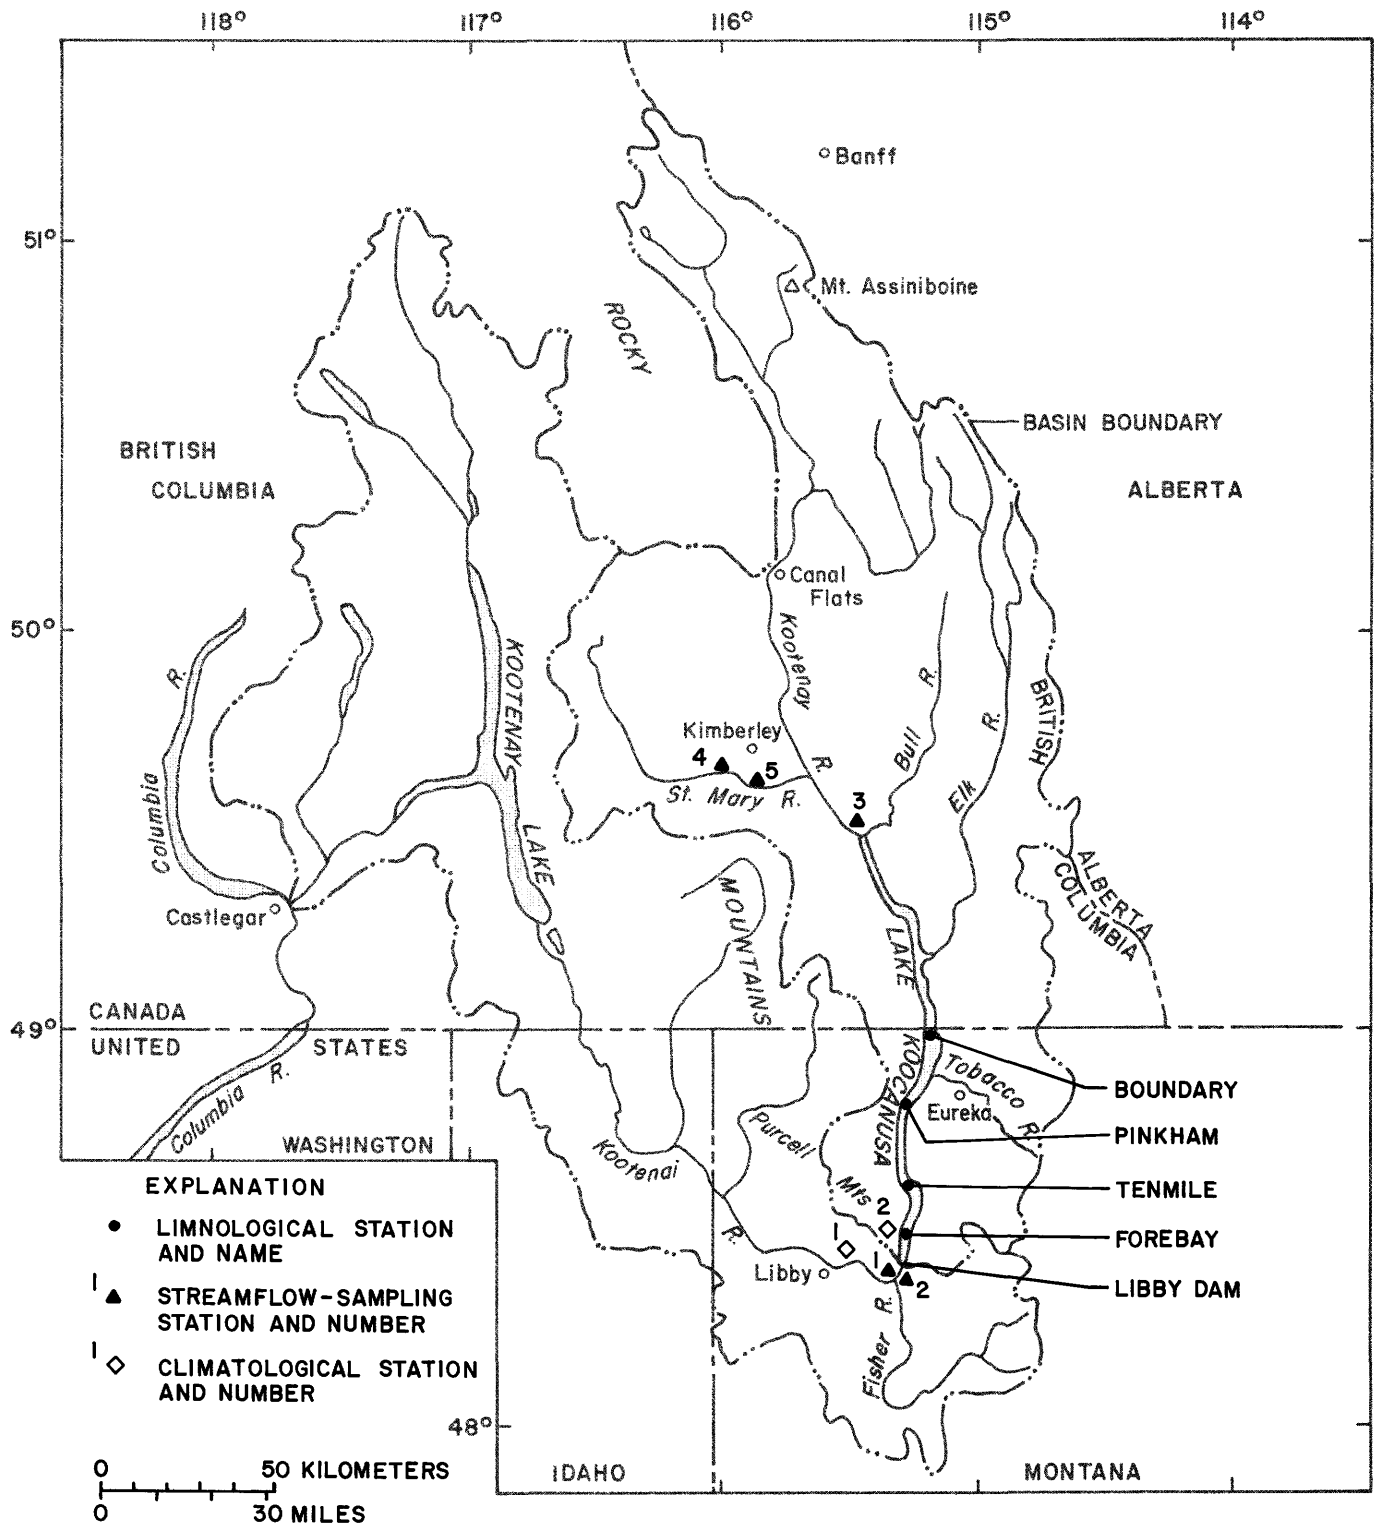 118° 117° 116° 115° 114°
Banff
51°
Mt. Assiniboine
ROCKY
BASIN BOUNDARY
BRITISH
COLUMBIA
ALBERTA
Canal
Flats
50°
KOOTENAY
LAKE
Kootenay
R.
R.
Columbia
Kimberley
4
5
St. Mary R.
3
Bull
R.
Elk
R.
BRITISH
COLUMBIA
ALBERTA
MOUNTAINS
Castlegar
LAKE
KOOCANUSA
CANADA
49°
UNITED STATES
Columbia
R.
WASHINGTON
Tobacco
R.
Eureka
BOUNDARY
PINKHAM
TENMILE
FOREBAY
LIBBY DAM
Purcell
Mts
Kootenai
R.
2
1
1
2
Libby
Fisher
R.
EXPLANATION
LIMNOLOGICAL STATION
AND NAME
1
STREAMFLOW-SAMPLING
STATION AND NUMBER
1
CLIMATOLOGICAL STATION
AND NUMBER
48°
0 50 KILOMETERS
0 30 MILES
IDAHO
MONTANA